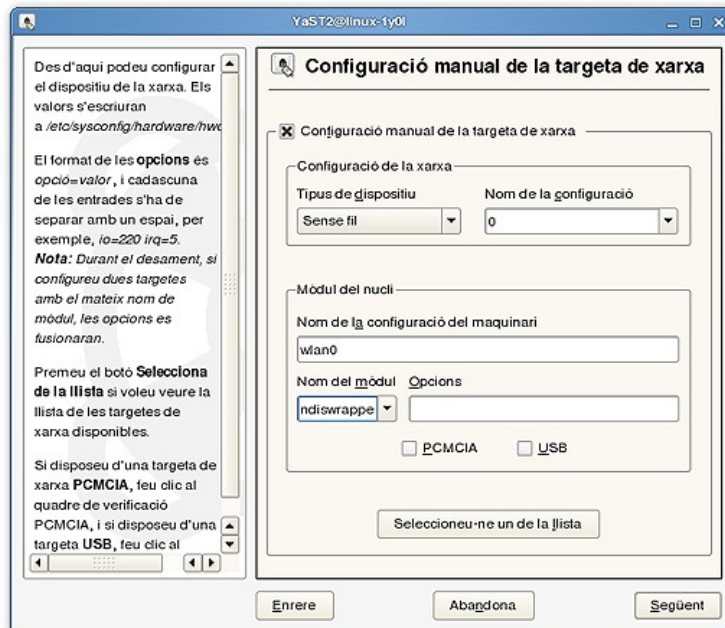 YaST2@linux-1y0l
Des d'aquí podeu configurar
el dispositiu de la xarxa. Els
valors s'escriuran
a /etc/sysconfig/hardware/hwc
El format de les opcions és
opció=valor, i cadascuna
de les entrades s'ha de
separar amb un espai, per
exemple, io=220 irq=5.
Nota: Durant el desament, si
configureu dues targetes
amb el mateix nom de
mòdul, les opcions es
fusionaran.
Premeu el botó Selecciona
de la llista si voleu veure la
llista de les targetes de
xarxa disponibles.
Si disposeu d'una targeta de
xarxa PCMCIA, feu clic al
quadre de verificació
PCMCIA, i si disposeu d'una
targeta USB, feu clic al
Configuració manual de la targeta de xarxa
Configuració manual de la targeta de xarxa
Configuració de la xarxa
Tipus de dispositiu Nom de la configuració
Sense fil 0
Mòdul del nucli
Nom de la configuració del maquinari
wlan0
Nom del mòdul Opcions
ndiswrappe
PCMCIA USB
Seleccioneu-ne un de la llista
Enrere Abandona Següent